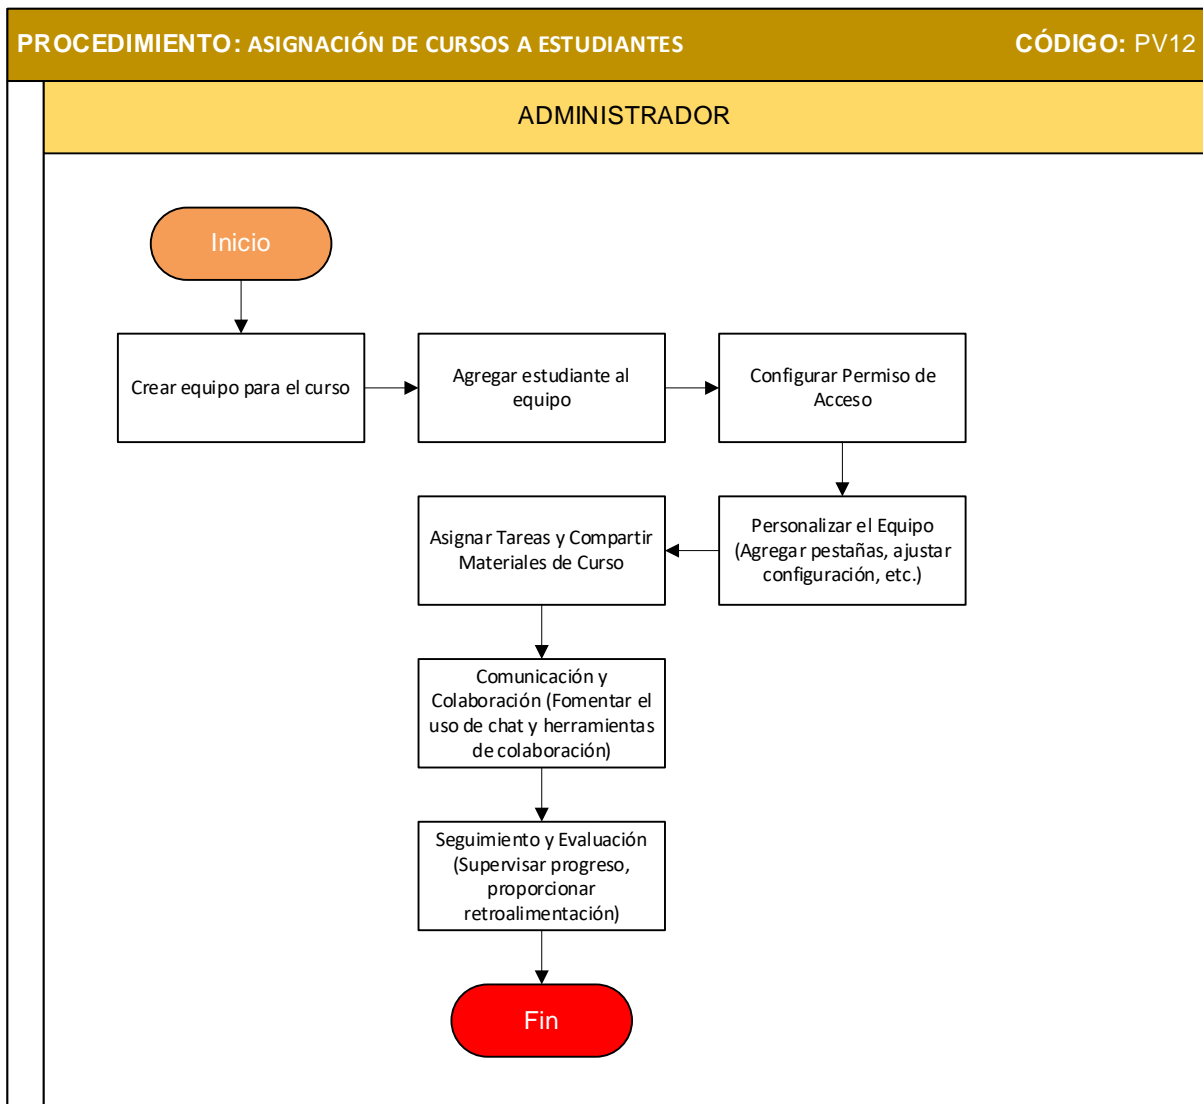 PROCEDIMIENTO: ASIGNACIÓN DE CURSOS A ESTUDIANTES CÓDIGO: PV12
ADMINISTRADOR
Inicio
Crear equipo para el curso
Agregar estudiante al
equipo
Configurar Permiso de
Acceso
Personalizar el Equipo
(Agregar pestañas, ajustar
configuración, etc.)
Asignar Tareas y Compartir
Materiales de Curso
Comunicación y
Colaboración (Fomentar el
uso de chat y herramientas
de colaboración)
Seguimiento y Evaluación
(Supervisar progreso,
proporcionar
retroalimentación)
Fin